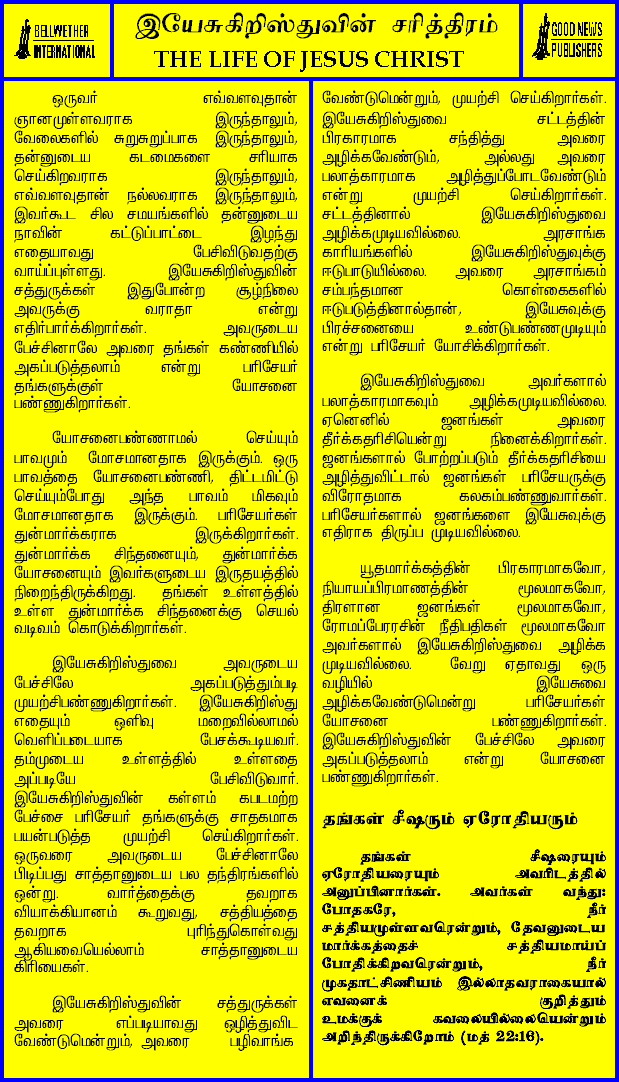 BELLWETHER
INTERNATIONAL
இயேசுகிறிஸ்துவின் சரித்திரம்
THE LIFE OF JESUS CHRIST
GOOD NEWS
PUBLISHERS
ஒருவர் எவ்வளவுதான்
ஞானமுள்ளவராக இருந்தாலும்,
வேலைகளில் சுறுசுறுப்பாக இருந்தாலும்,
தன்னுடைய கடமைகளை சரியாக
செய்கிறவராக இருந்தாலும்,
எவ்வளவுதான் நல்லவராக இருந்தாலும்,
இவர்கூட சில சமயங்களில் தன்னுடைய
நாவின் கட்டுப்பாட்டை இழந்து
எதையாவது பேசிவிடுவதற்கு
வாய்ப்புள்ளது. இயேசுகிறிஸ்துவின்
சத்துருக்கள் இதுபோன்ற சூழ்நிலை
அவருக்கு வராதா என்று
எதிர்பார்க்கிறார்கள். அவருடைய
பேச்சினாலே அவரை தங்கள் கண்ணியில்
அகப்படுத்தலாம் என்று பரிசேயர்
தங்களுக்குள் யோசனை
பண்ணுகிறார்கள்.
யோசனைபண்ணாமல் செய்யும்
பாவமும் மோசமானதாக இருக்கும். ஒரு
பாவத்தை யோசனைபண்ணி, திட்டமிட்டு
செய்யும்போது அந்த பாவம் மிகவும்
மோசமானதாக இருக்கும். பரிசேயர்கள்
துன்மார்க்கராக இருக்கிறார்கள்.
துன்மார்க்க சிந்தனையும், துன்மார்க்க
யோசனையும் இவர்களுடைய இருதயத்தில்
நிறைந்திருக்கிறது. தங்கள் உள்ளத்தில்
உள்ள துன்மார்க்க சிந்தனைக்கு செயல்
வடிவம் கொடுக்கிறார்கள்.
இயேசுகிறிஸ்துவை அவருடைய
பேச்சிலே அகப்படுத்தும்படி
முயற்சிபண்ணுகிறார்கள். இயேசுகிறிஸ்து
எதையும் ஒளிவு மறைவில்லாமல்
வெளிப்படையாக பேசக்கூடியவர்.
தம்முடைய உள்ளத்தில் உள்ளதை
அப்படியே பேசிவிடுவார்.
இயேசுகிறிஸ்துவின் கள்ளம் கபடமற்ற
பேச்சை பரிசேயர் தங்களுக்கு சாதகமாக
பயன்படுத்த முயற்சி செய்கிறார்கள்.
ஒருவரை அவருடைய பேச்சினாலே
பிடிப்பது சாத்தானுடைய பல தந்திரங்களில்
ஒன்று. வார்த்தைக்கு தவறாக
வியாக்கியானம் கூறுவது, சத்தியத்தை
தவறாக புரிந்துகொள்வது
ஆகியவையெல்லாம் சாத்தானுடைய
கிரியைகள்.
இயேசுகிறிஸ்துவின் சத்துருக்கள்
அவரை எப்படியாவது ஒழித்துவிட
வேண்டுமென்றும், அவரை பழிவாங்க
வேண்டுமென்றும், முயற்சி செய்கிறார்கள்.
இயேசுகிறிஸ்துவை சட்டத்தின்
பிரகாரமாக சந்தித்து அவரை
அழிக்கவேண்டும், அல்லது அவரை
பலாத்காரமாக அழித்துப்போடவேண்டும்
என்று முயற்சி செய்கிறார்கள்.
சட்டத்தினால் இயேசுகிறிஸ்துவை
அழிக்கமுடியவில்லை. அரசாங்க
காரியங்களில் இயேசுகிறிஸ்துவுக்கு
ஈடுபாடுயில்லை. அவரை அரசாங்கம்
சம்பந்தமான கொள்கைகளில்
ஈடுபடுத்தினால்தான், இயேசுவுக்கு
பிரச்சனையை உண்டுபண்ணமுடியும்
என்று பரிசேயர் யோசிக்கிறார்கள்.
இயேசுகிறிஸ்துவை அவர்களால்
பலாத்காரமாகவும் அழிக்கமுடியவில்லை.
ஏனெனில் ஜனங்கள் அவரை
தீர்க்கதரிசியென்று நினைக்கிறார்கள்.
ஜனங்களால் போற்றப்படும் தீர்க்கதரிசியை
அழித்துவிட்டால் ஜனங்கள் பரிசேயருக்கு
விரோதமாக கலகம்பண்ணுவார்கள்.
பரிசேயர்களால் ஜனங்களை இயேசுவுக்கு
எதிராக திருப்ப முடியவில்லை.
யூதமார்க்கத்தின் பிரகாரமாகவோ,
நியாயப்பிரமாணத்தின் மூலமாகவோ,
திரளான ஜனங்கள் மூலமாகவோ,
ரோமப்பேரரசின் நீதிபதிகள் மூலமாகவோ
அவர்களால் இயேசுகிறிஸ்துவை அழிக்க
முடியவில்லை. வேறு ஏதாவது ஒரு
வழியில் இயேசுவை
அழிக்கவேண்டுமென்று பரிசேயர்கள்
யோசனை பண்ணுகிறார்கள்.
இயேசுகிறிஸ்துவின் பேச்சிலே அவரை
அகப்படுத்தலாம் என்று யோசனை
பண்ணுகிறார்கள்.
தங்கள் சீஷரும் ஏரோதியரும்
தங்கள் சீஷரையும்
ஏரோதியரையும் அவரிடத்தில்
அனுப்பினார்கள். அவர்கள் வந்து:
போதகரே, நீர்
சத்தியமுள்ளவரென்றும், தேவனுடைய
மார்க்கத்தைச் சத்தியமாய்ப்
போதிக்கிறவரென்றும், நீர்
முகதாட்சிணியம் இல்லாதவராகையால்
எவனைக் குறித்தும்
உமக்குக் கவலையில்லையென்றும்
அறிந்திருக்கிறோம் (மத் 22:16).